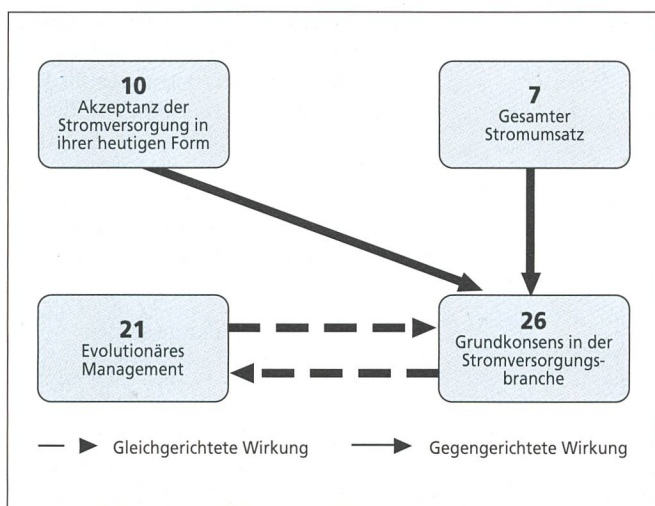 10
Akzeptanz der
Stromversorgung in
ihrer heutigen Form
7
Gesamter
Stromumsatz
21
Evolutionäres
Management
26
Grundkonsens in der
Stromversorgungs-
branche
Gleichgerichtete Wirkung
Gegengerichtete Wirkung